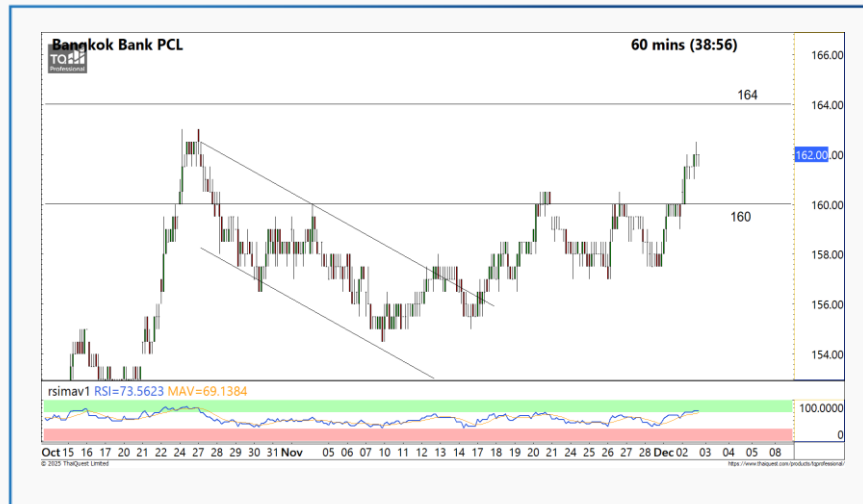 Bangkok Bank PCL
60 mins (38:56)
TQ
Professional
166.00
164
164.00
162.00
162.00
160.00
160
158.00
156.00
154.00
rsimav1 RSI=73.5623 MAV=69.1384
100.0000
0
Oct 15 16 17 20 21 22 24 27 28 29 30 31 Nov 05 06 07 10 11 12 13 14 17 18 19 20 21 24 25 26 27 28 Dec 02 03 04 05 08
© 2025 ThaiQuest Limited
https://www.thaiquest.com/products/tqprofessional/